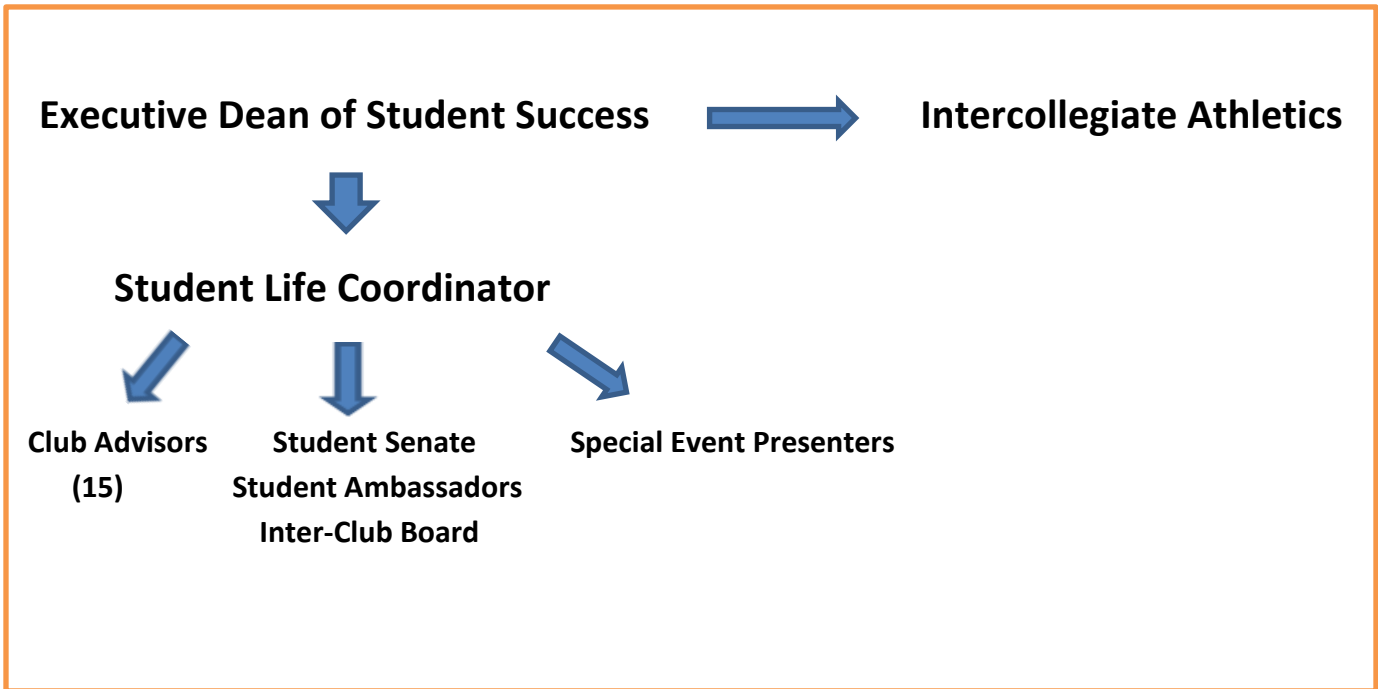 Executive Dean of Student Success
Intercollegiate Athletics
Student Life Coordinator
Club Advisors
(15)
Student Senate
Student Ambassadors
Inter-Club Board
Special Event Presenters